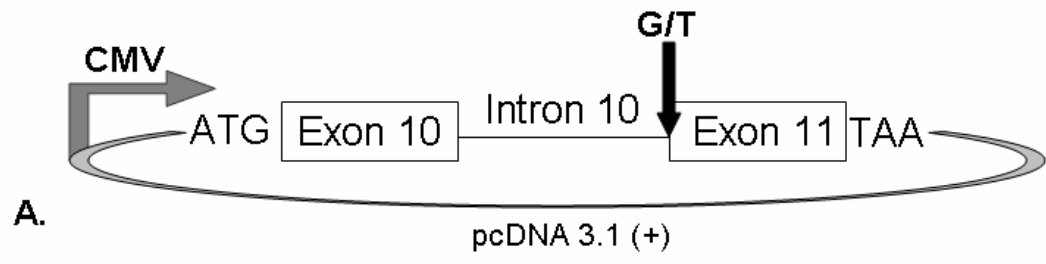 G/T
CMV
Intron 10
ATG Exon 10 Exon 11 TAA
A.
pcDNA 3.1 (+)